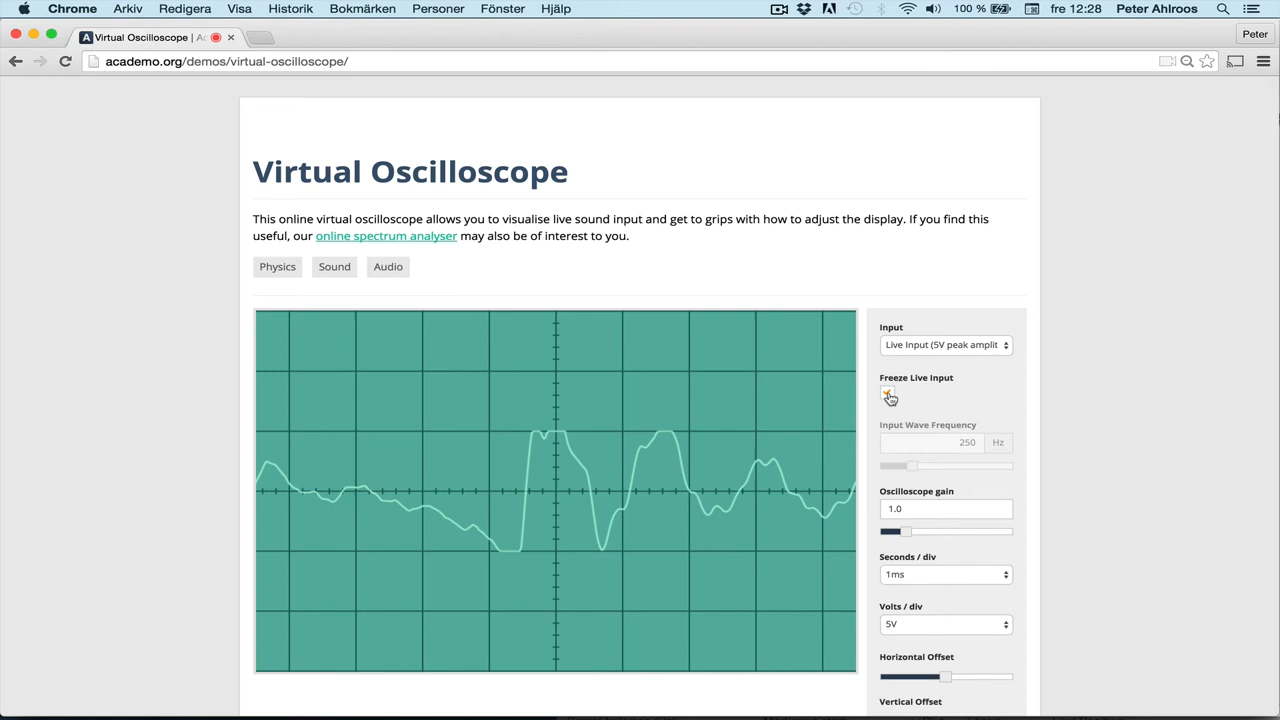 Chrome Arkiv Redigera Visa Historik Bokmärken Personer Fönster Hjälp 100 % fre 12:28 Peter Ahlroos
Virtual Oscilloscope | Ac
Peter
academo.org/demos/virtual-oscilloscope/
Virtual Oscilloscope
This online virtual oscilloscope allows you to visualise live sound input and get to grips with how to adjust the display. If you find this
useful, our online spectrum analyser may also be of interest to you.
Physics Sound Audio
Input
Live Input (5V peak amplit
Freeze Live Input
Input Wave Frequency
250 Hz
Oscilloscope gain
1.0
Seconds / div
1ms
Volts / div
5V
Horizontal Offset
Vertical Offset